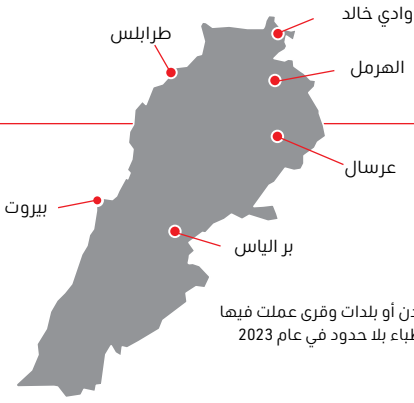 وادي خالد
طرابلس
الهرمل
عرسال
بيروت
بر الياس
دن أو بلدات وقرى عملت فيها
طباء بلا حدود في عام 2023